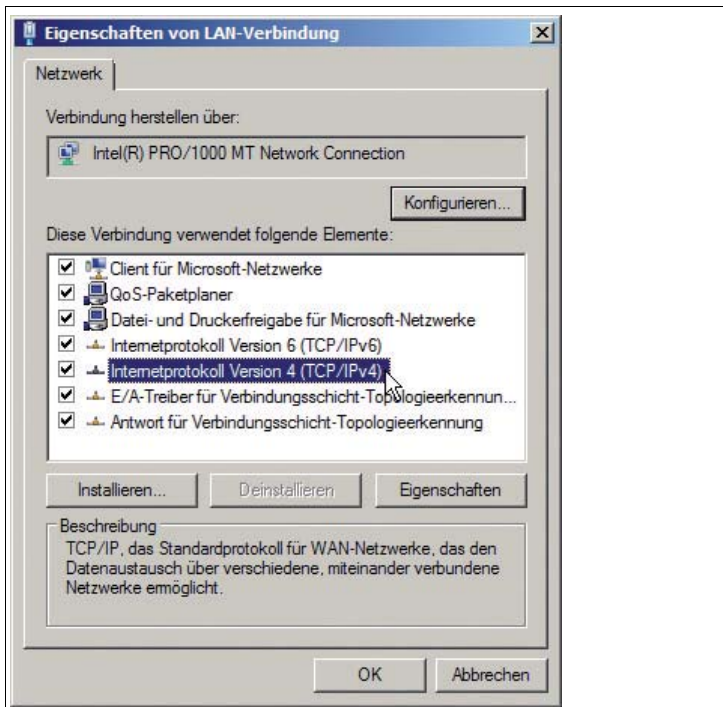 Eigenschaften von LAN-Verbindung
Netzwerk
Verbindung herstellen über:
Intel(R) PRO/1000 MT Network Connection
Konfigurieren...
Diese Verbindung verwendet folgende Elemente:
Client für Microsoft-Netzwerke
QoS-Paketplaner
Datei- und Druckerfreigabe für Microsoft-Netzwerke
Internetprotokoll Version 6 (TCP/IPv6)
Internetprotokoll Version 4 (TCP/IPv4)
E/A-Treiber für Verbindungsschicht-Topologieerkennun...
Antwort für Verbindungsschicht-Topologieerkennung
Installieren... Deinstallieren Eigenschaften
Beschreibung
TCP/IP, das Standardprotokoll für WAN-Netzwerke, das den
Datenaustausch über verschiedene, miteinander verbundene
Netzwerke ermöglicht.
OK Abbrechen